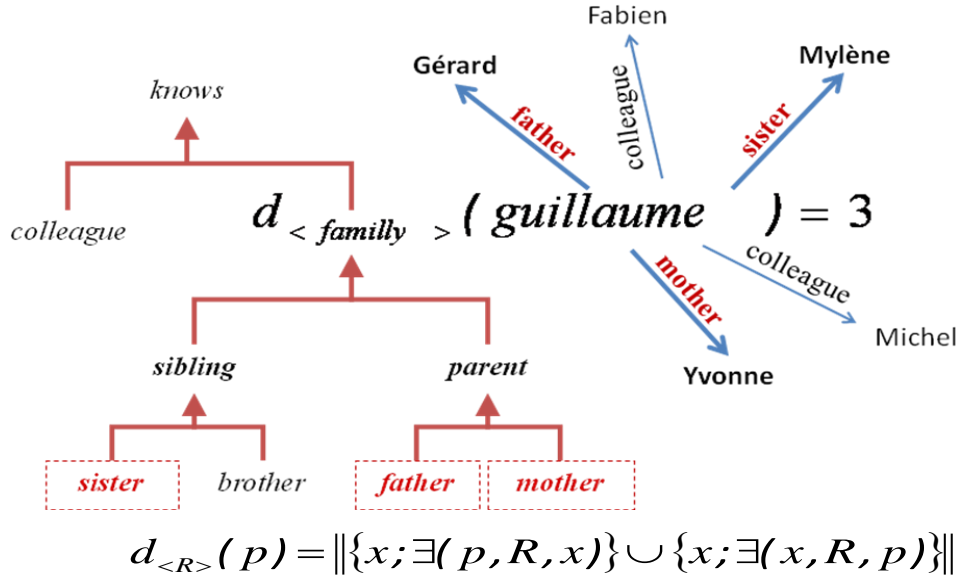 Fabien
Gérard
Mylène
knows
father
colleague
sister
colleague
d < familly > ( guillaume ) = 3
mother
colleague
Michel
sibling
parent
Yvonne
sister
brother
father
mother
d<R>(p) = ‖{x; ∃(p, R, x)} ∪ {x; ∃(x, R, p)}‖